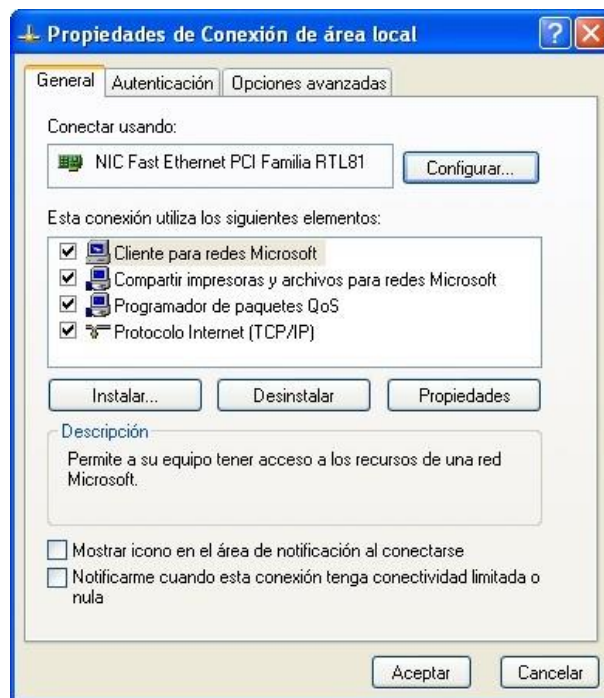 Propiedades de Conexión de área local
General Autenticación Opciones avanzadas
Conectar usando:
NIC Fast Ethernet PCI Familia RTL81 Configurar...
Esta conexión utiliza los siguientes elementos:
Cliente para redes Microsoft
Compartir impresoras y archivos para redes Microsoft
Programador de paquetes QoS
Protocolo Internet (TCP/IP)
Instalar... Desinstalar Propiedades
Descripción
Permite a su equipo tener acceso a los recursos de una red
Microsoft.
Mostrar icono en el área de notificación al conectarse
Notificarme cuando esta conexión tenga conectividad limitada o
nula
Aceptar Cancelar